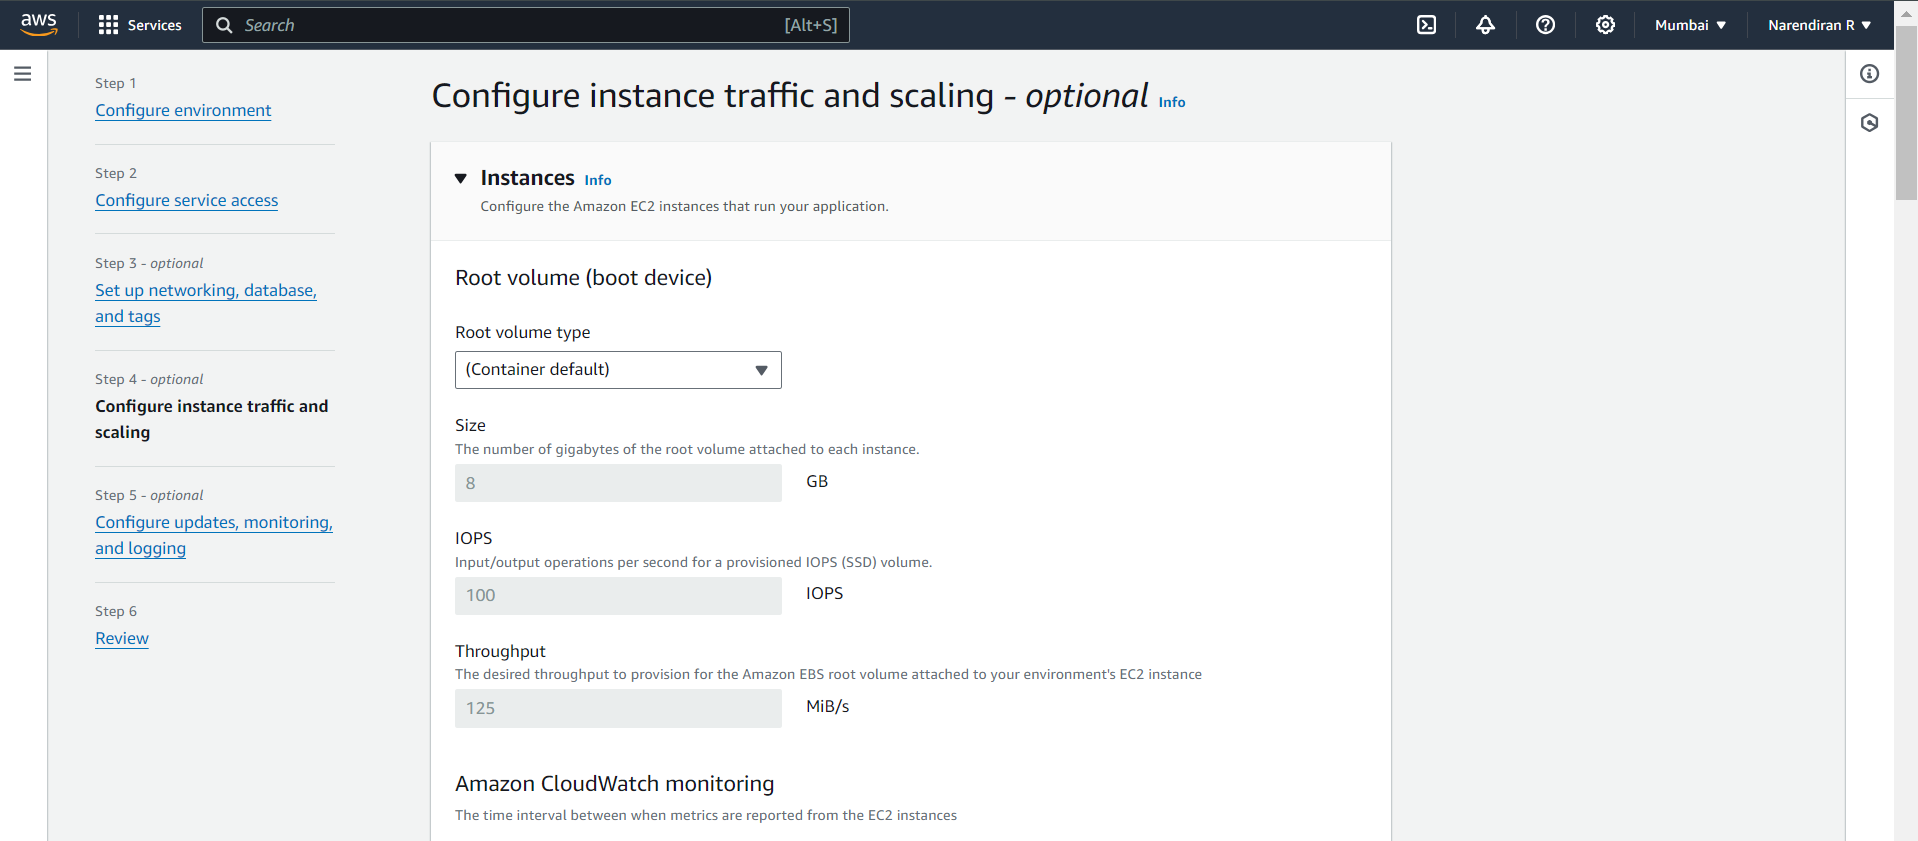 aws
Services
Search
[Alt+S]
Mumbai
Narendiran R
Step 1
Configure environment
Step 2
Configure service access
Step 3 - optional
Set up networking, database,
and tags
Step 4 - optional
Configure instance traffic and
scaling
Step 5 - optional
Configure updates, monitoring,
and logging
Step 6
Review
Configure instance traffic and scaling - optional Info
Instances Info
Configure the Amazon EC2 instances that run your application.
Root volume (boot device)
Root volume type
(Container default)
Size
The number of gigabytes of the root volume attached to each instance.
8 GB
IOPS
Input/output operations per second for a provisioned IOPS (SSD) volume.
100 IOPS
Throughput
The desired throughput to provision for the Amazon EBS root volume attached to your environment's EC2 instance
125 MiB/s
Amazon CloudWatch monitoring
The time interval between when metrics are reported from the EC2 instances